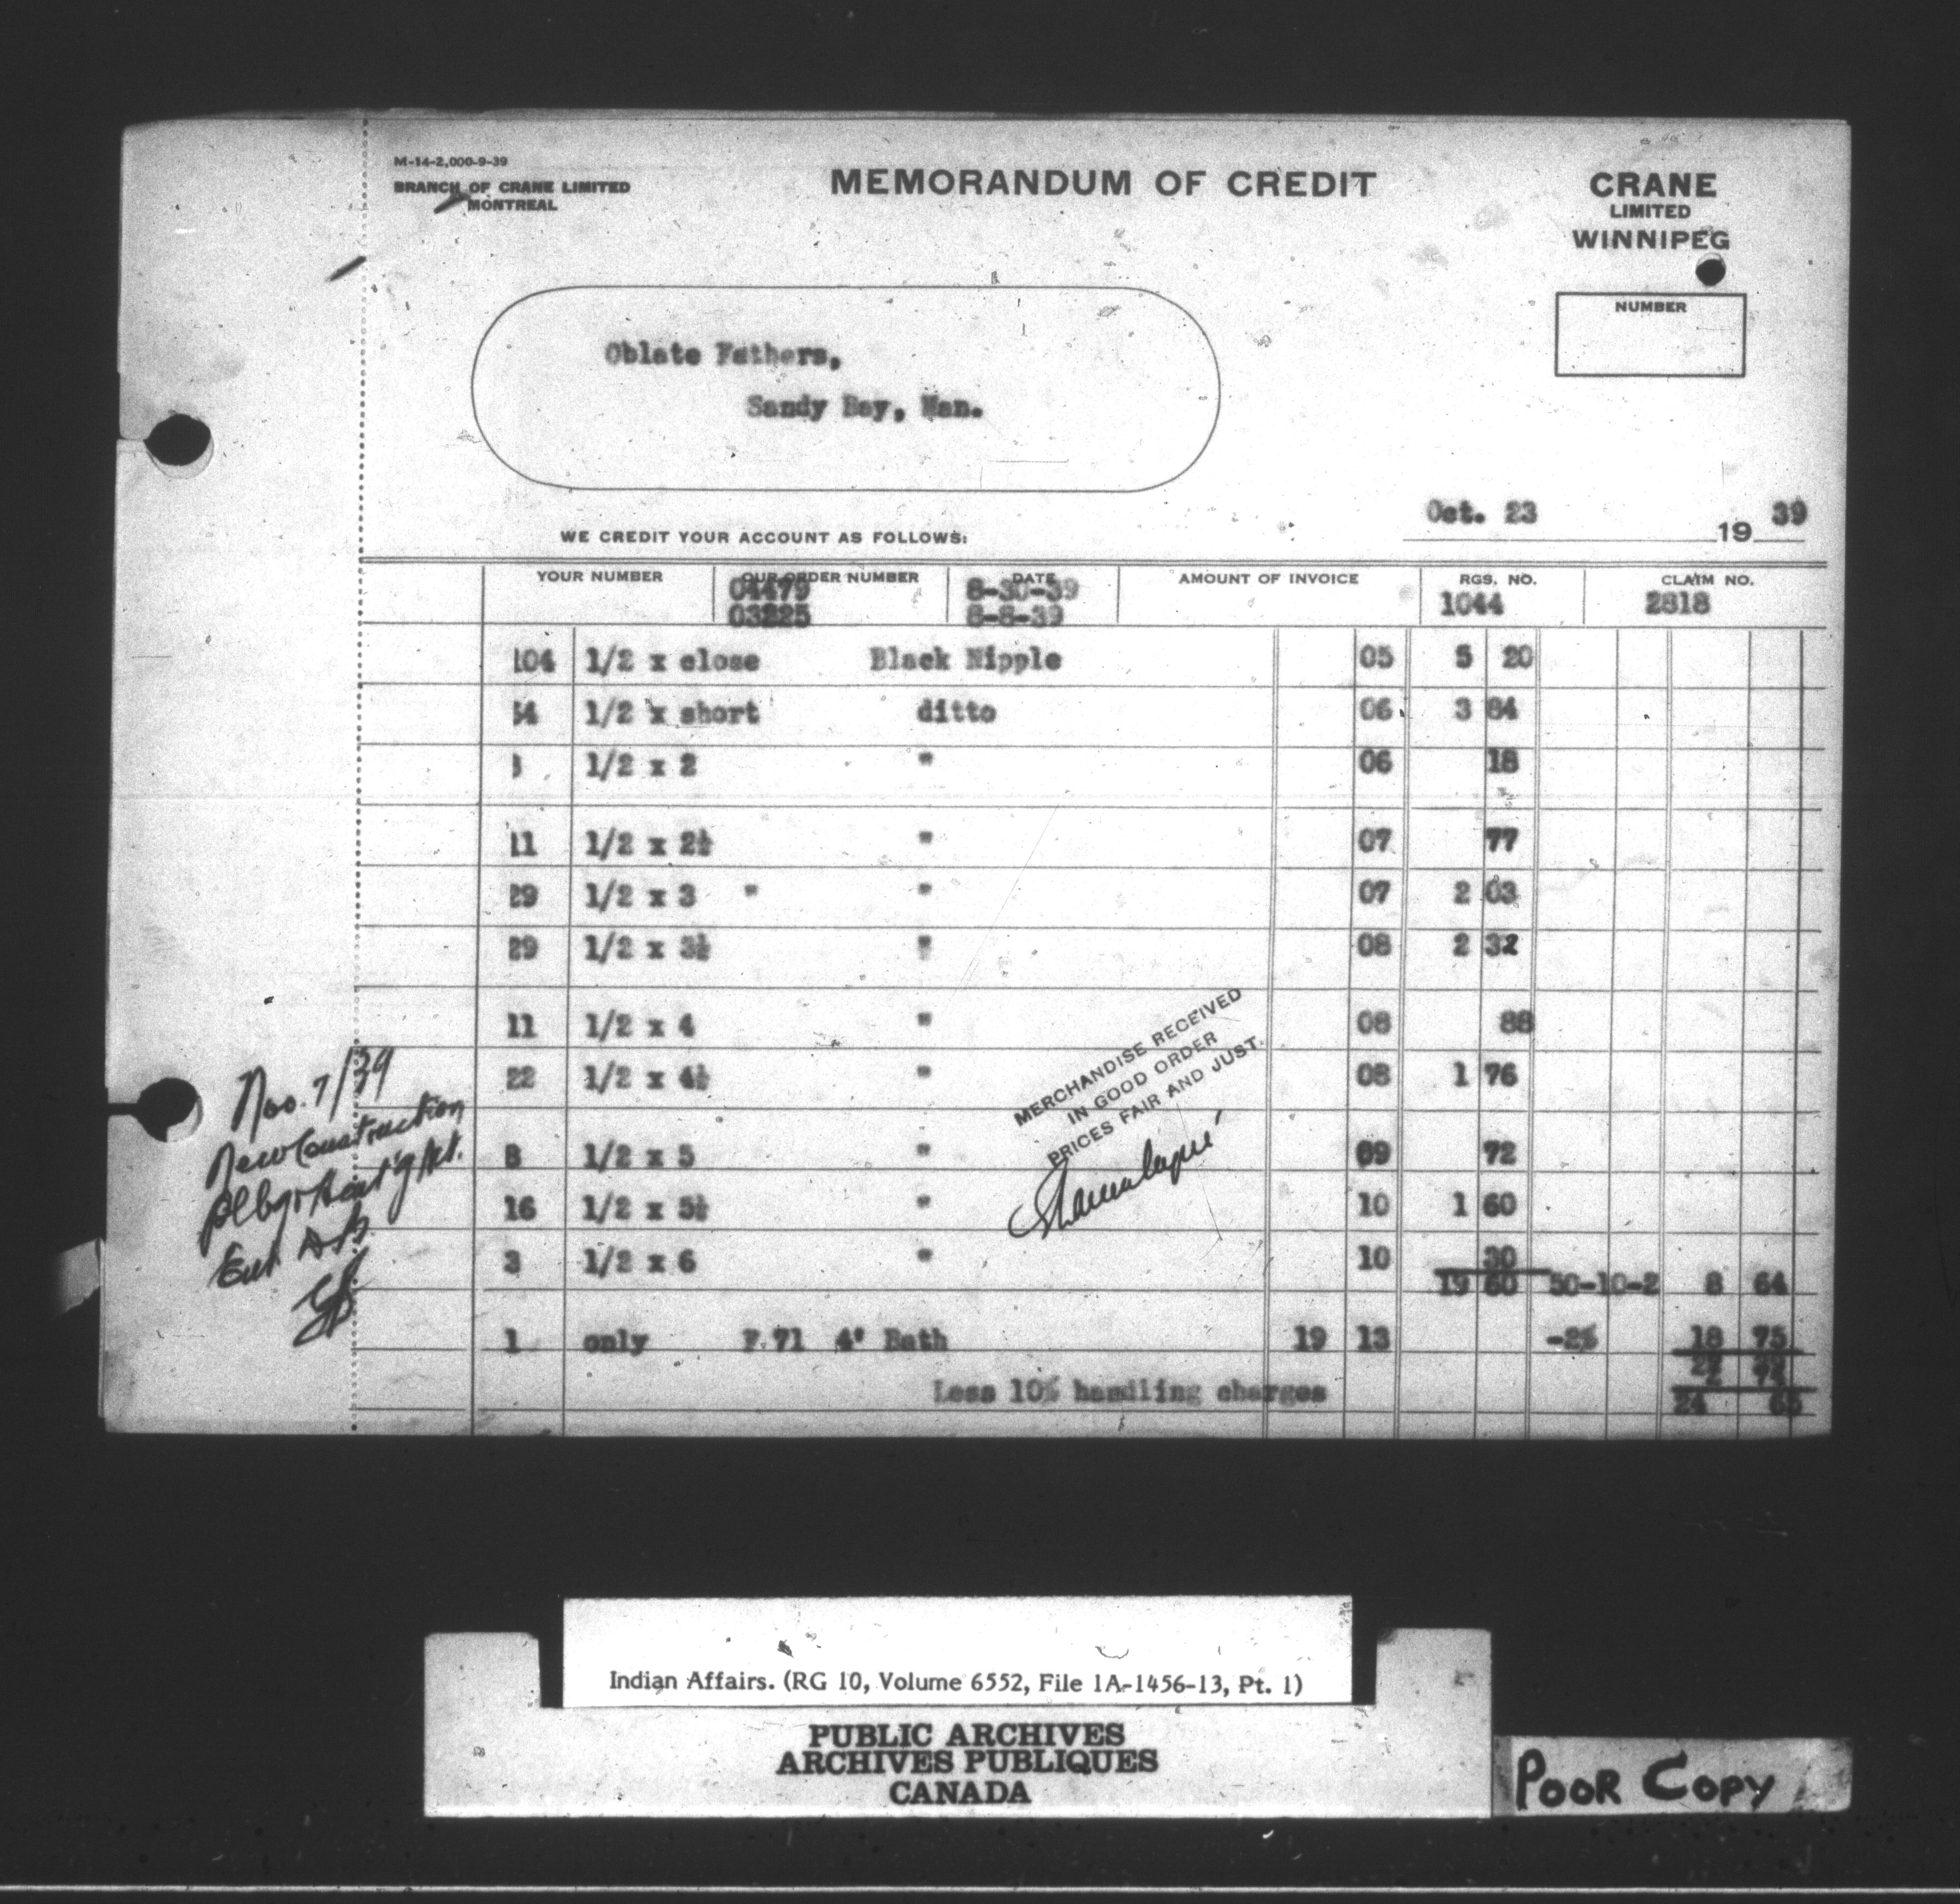 M-14-2,000-9-39
BRANCH OF CRANE LIMITED
MONTREAL
MEMORANDUM OF CREDIT
CRANE
LIMITED
WINNIPEG
NUMBER
Oblate Fathers,
Sandy Bay, Man.
Oct. 23 19 39
WE CREDIT YOUR ACCOUNT AS FOLLOWS:
YOUR NUMBER OUR ORDER NUMBER DATE AMOUNT OF INVOICE RGS. NO. CLAIM NO.
04479 8-30-39
03225 8-8-39 1044 2818
104 1/2 x close Black Nipple 05 5 20
64 1/2 x short ditto 06 3 84
1/2 x 2 " 06 18
11 1/2 x 2½ " 07 77
29 1/2 x 3 " " 07 2 03
29 1/2 x 3½ " 08 2 32
11 1/2 x 4 " 08 88
22 1/2 x 4½ " 08 1 76
8 1/2 x 5 " 09 72
16 1/2 x 5½ " 10 1 60
3 1/2 x 6 " 10 30
19 60 50-10-2 8 64
1 only F.71 4' Bath 19 13 -2% 18 75
2 74
Less 10% handling charges 24 65
MERCHANDISE RECEIVED
IN GOOD ORDER
PRICES FAIR AND JUST.
Nov. 7/39
New Construction
Plbg & Heat'g
Indian Affairs. (RG 10, Volume 6552, File 1A-1456-13, Pt. 1)
PUBLIC ARCHIVES
ARCHIVES PUBLIQUES
CANADA
POOR COPY